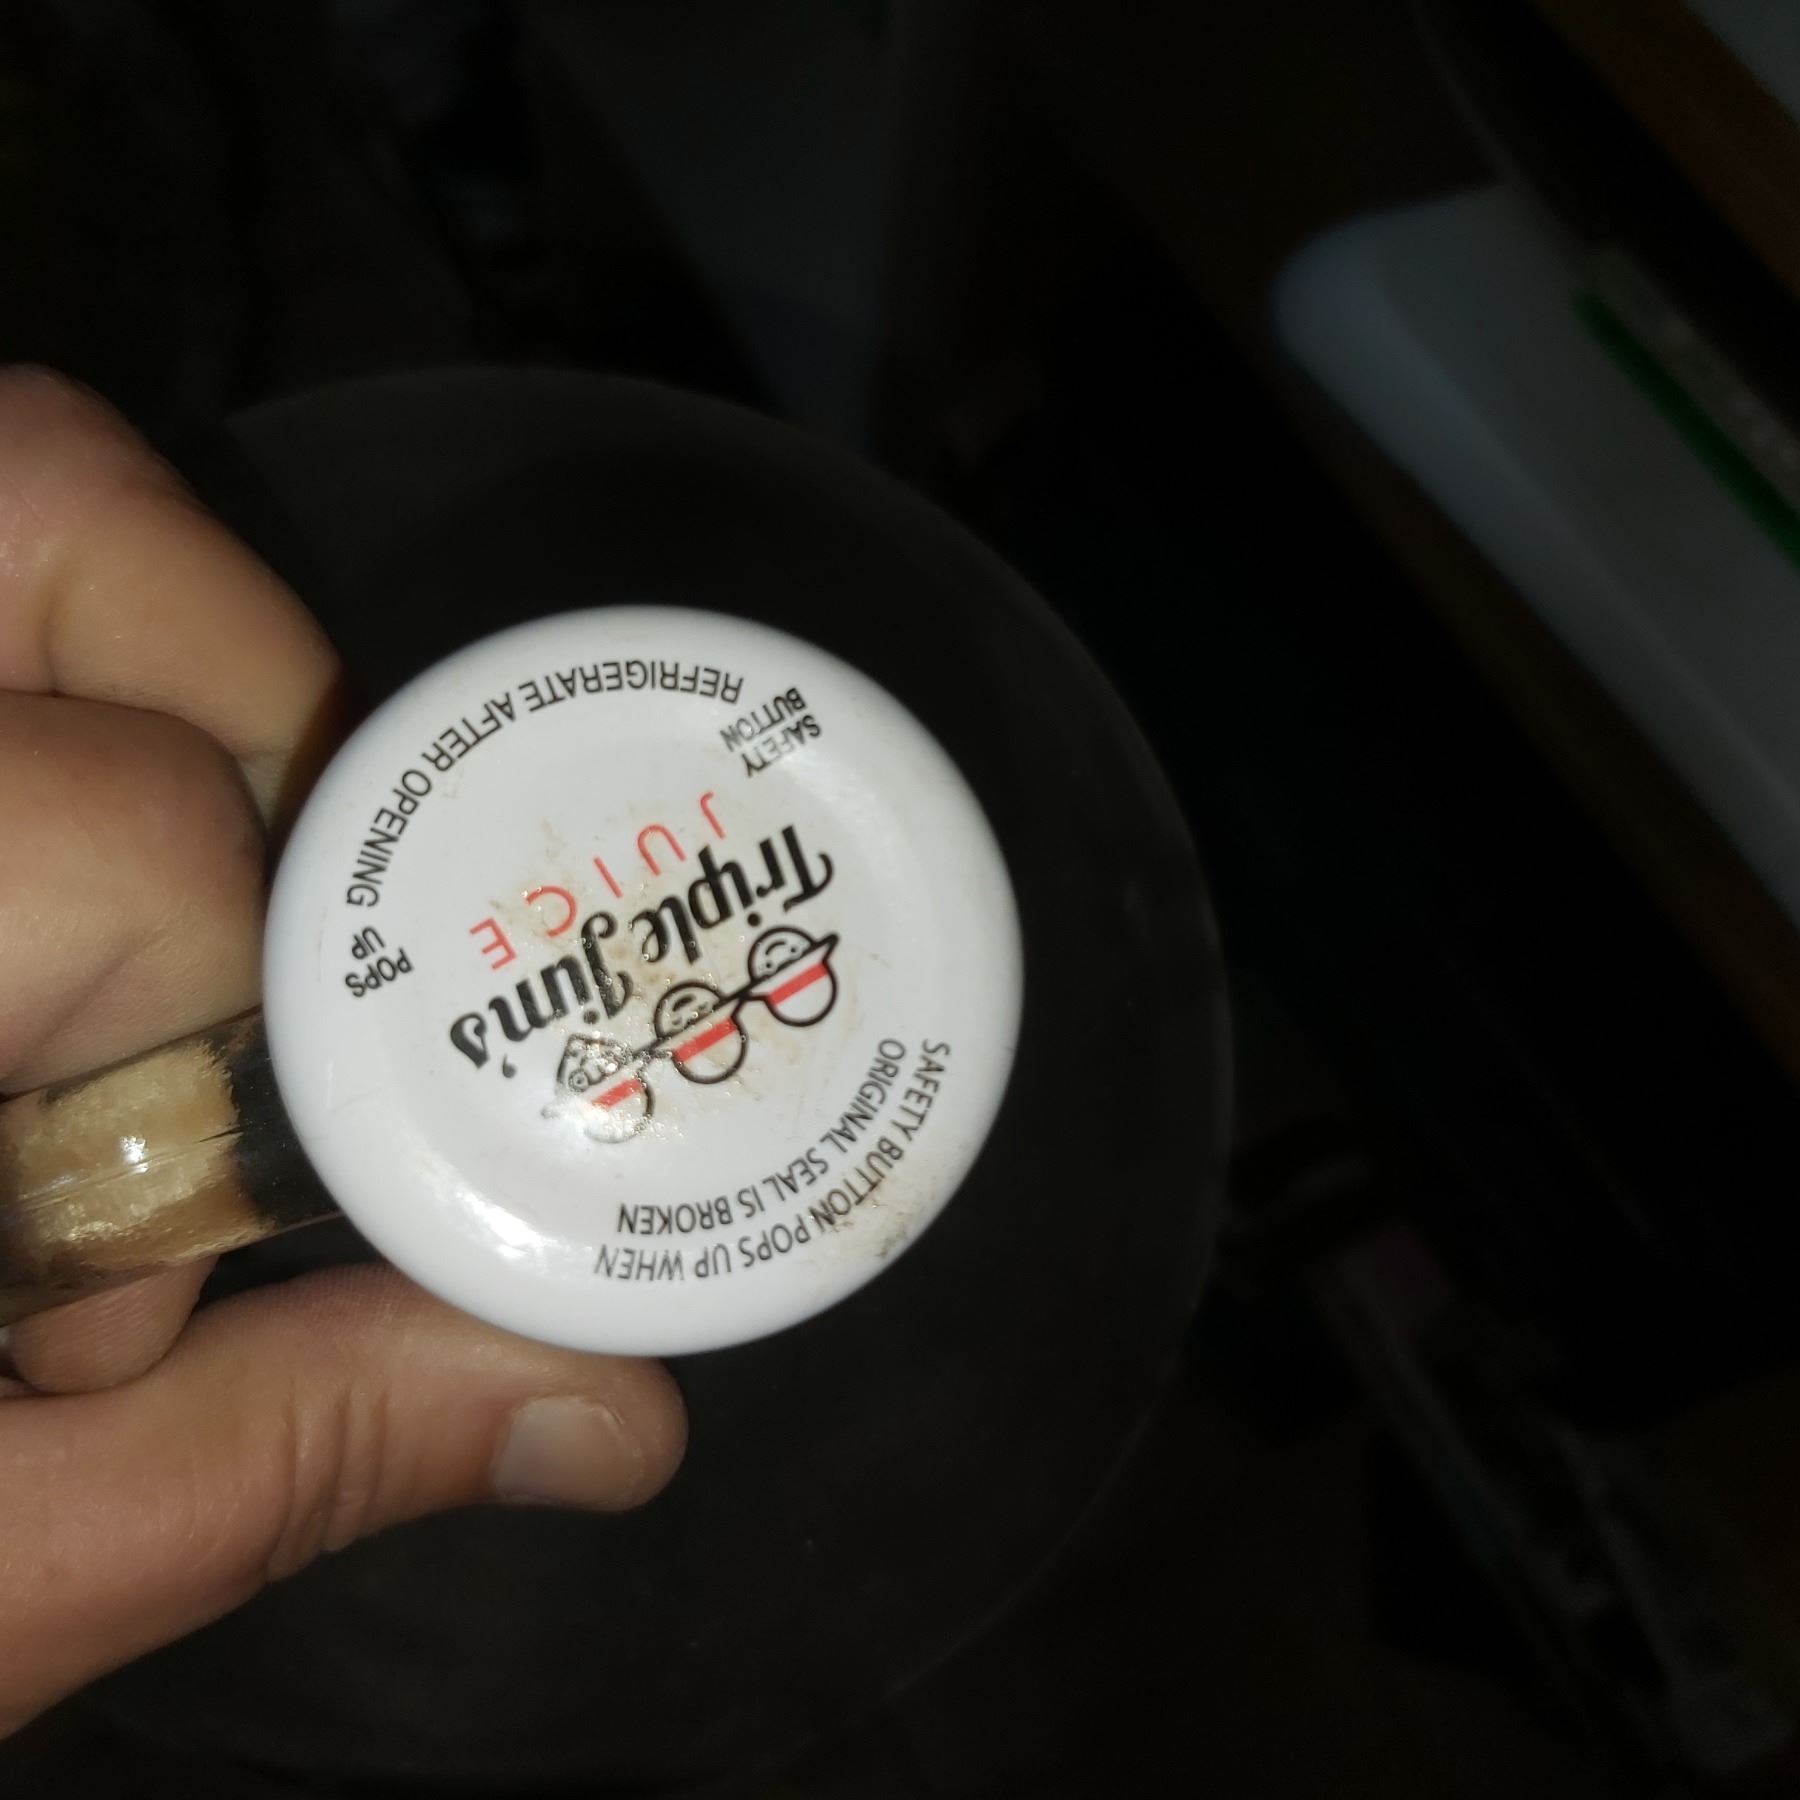 SAFETY BUTTON POPS UP WHEN
ORIGINAL SEAL IS BROKEN
Triple Jim's
JUICE
SAFETY
BUTTON
POPS
UP
REFRIGERATE AFTER OPENING